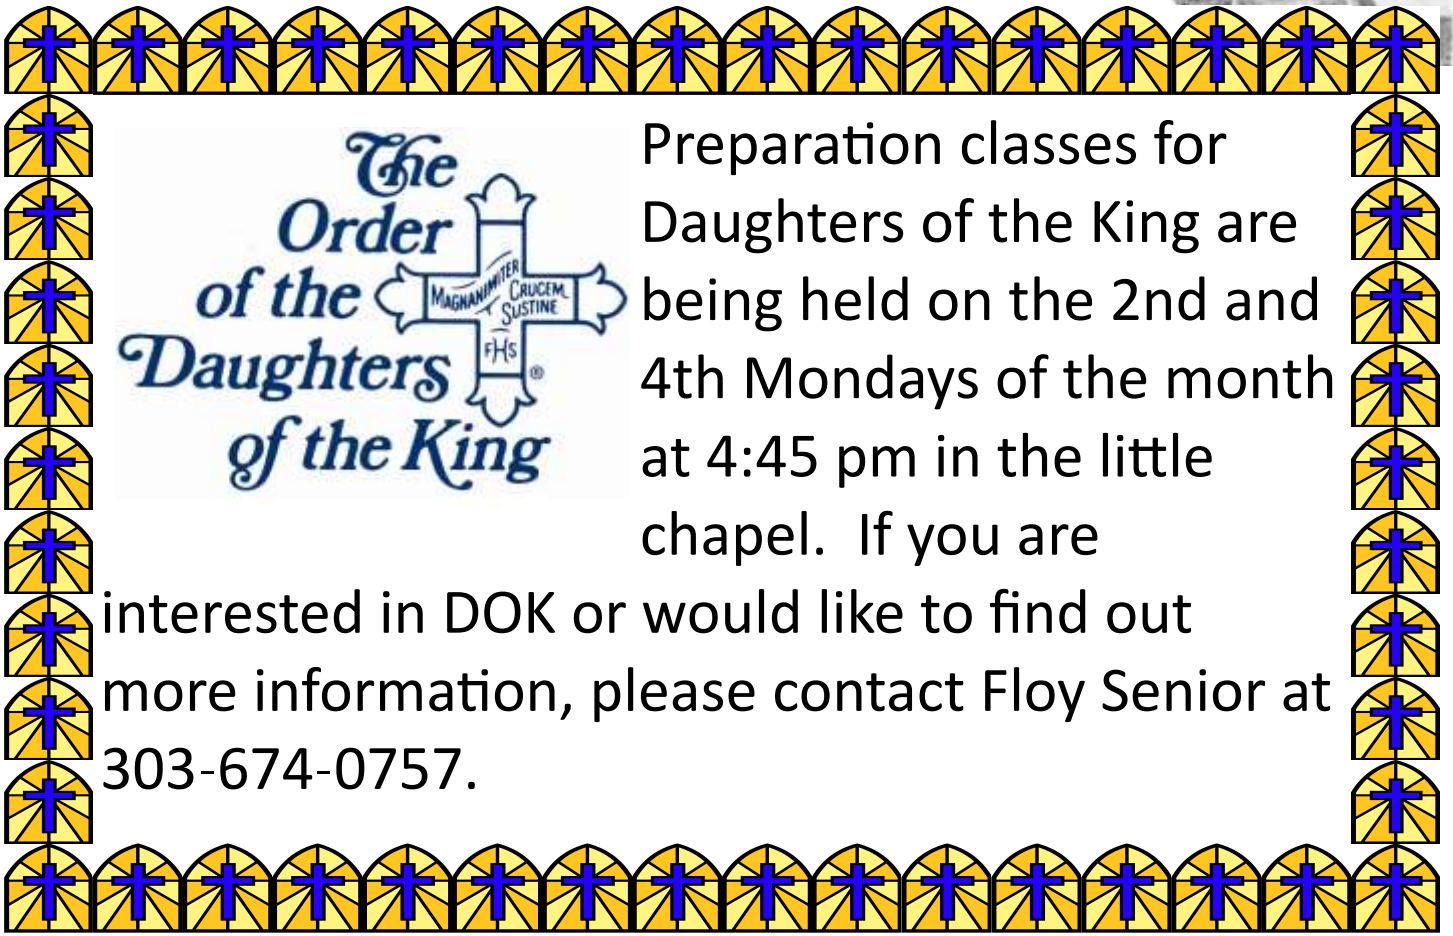 The
Order
of the
Daughters
of the King
MAGNANIMITER
CRUCEM
SUSTINE
FHS
®
Preparation classes for
Daughters of the King are
being held on the 2nd and
4th Mondays of the month
at 4:45 pm in the little
chapel. If you are
interested in DOK or would like to find out
more information, please contact Floy Senior at
303-674-0757.